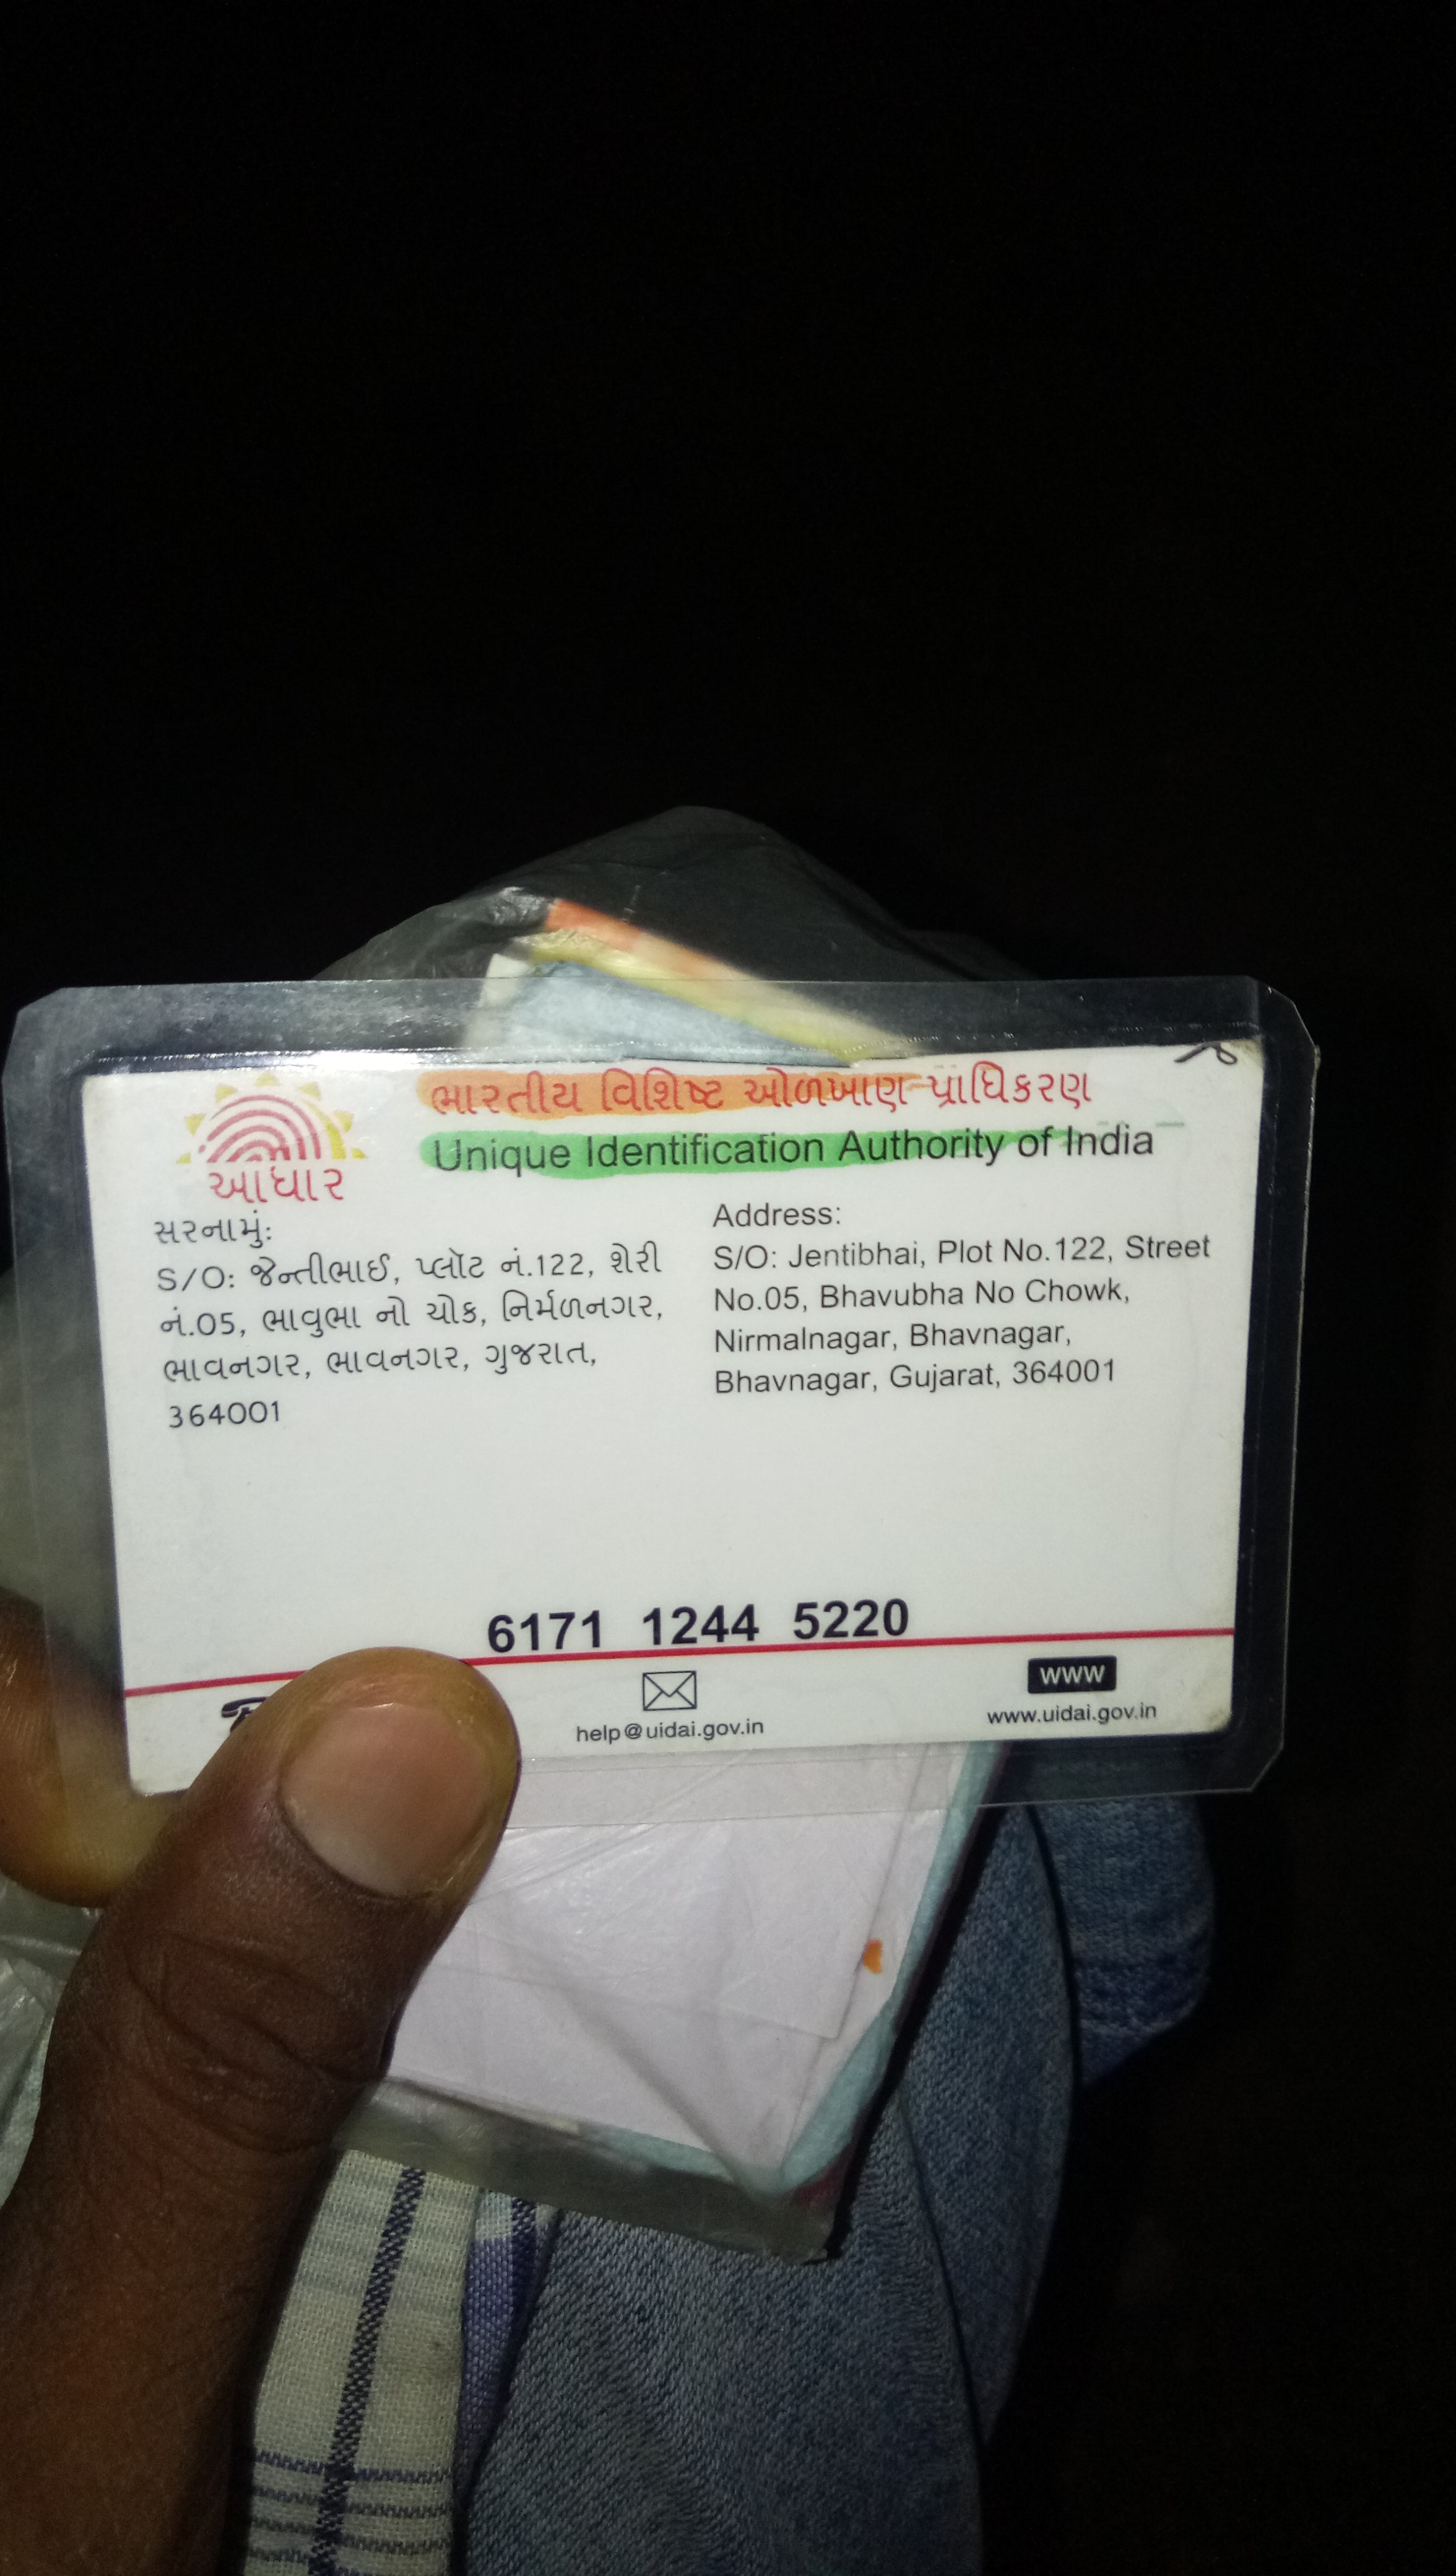 ભારતીય વિશિષ્ટ ઓળખાણ પ્રાધિકરણ
Unique Identification Authority of India
આધાર
સરનામું:
S/O: જેન્તીભાઈ, પ્લૉટ નં.122, શેરી
નં.05, ભાવુભા નો ચોક, નિર્મળનગર,
ભાવનગર, ભાવનગર, ગુજરાત,
364001
Address:
S/O: Jentibhai, Plot No.122, Street
No.05, Bhavubha No Chowk,
Nirmalnagar, Bhavnagar,
Bhavnagar, Gujarat, 364001
6171 1244 5220
help@uidai.gov.in
www
www.uidai.gov.in